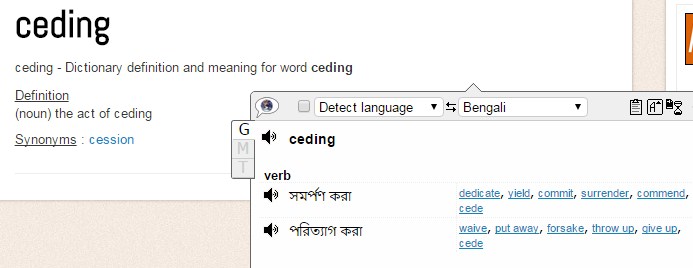 ceding
ceding - Dictionary definition and meaning for word ceding
Definition
(noun) the act of ceding
Synonyms : cession
Detect language
Bengali
G
M
T
ceding
verb
সমর্পণ করা
dedicate, yield, commit, surrender, commend,
cede
পরিত্যাগ করা
waive, put away, forsake, throw up, give up,
cede